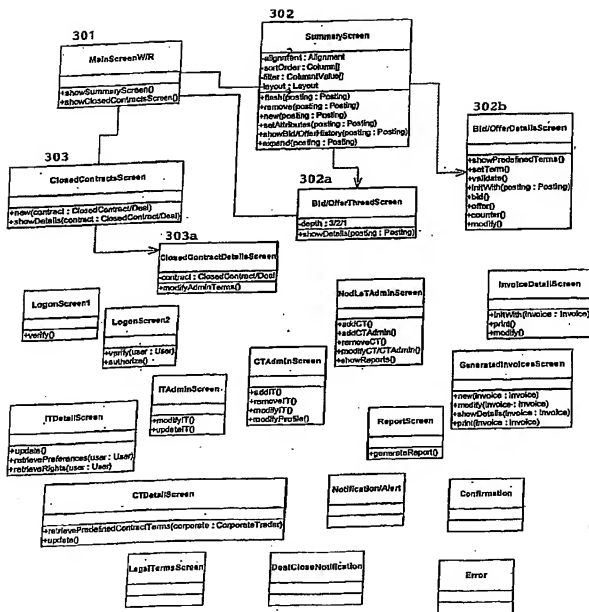 301
MainScreenW/R
+showSummaryScreen()
+showClosedContractsScreen()
302
SummaryScreen
-alignment : Alignment
-sortOrder : Column[]
-filter : ColumnValue[]
-layout : Layout
+flash(posting : Posting)
+remove(posting : Posting)
+new(posting : Posting)
+setAttributes(posting : Posting)
+showBid/OfferHistory(posting : Posting)
+expand(posting : Posting)
302b
Bid/OfferDetailsScreen
+showPredefinedTerms()
+setTerm()
+validate()
+initWith(posting : Posting)
+bid()
+offer()
+counter()
+modify()
303
ClosedContractsScreen
+new(contract : ClosedContract/Deal)
+showDetails(contract : ClosedContract/Deal)
302a
Bid/OfferThreadScreen
-depth : 3/2/1
+showDetails(posting : Posting)
303a
ClosedContractDetailsScreen
-contract : ClosedContract/Deal
+modifyAdminTerms()
LogonScreen1
+verify()
LogonScreen2
+verify(user : User)
+authorize()
NodLeTAdminScreen
+addCT()
+addCTAdmin()
+removeCT()
+modifyCT/CTAdmin()
+showReports()
InvoiceDetailScreen
+initWith(invoice : Invoice)
+print()
+modify()
ITAdminScreen
+modifyIT()
+updateIT()
CTAdminScreen
+addIT()
+removeIT()
+modifyIT()
+modifyProfile()
GeneratedInvoicesScreen
+new(invoice : Invoice)
+modify(invoice : Invoice)
+showDetails(invoice : Invoice)
+print(invoice : Invoice)
ITDetailScreen
+update()
+retrievePreferences(user : User)
+retrieveRights(user : User)
ReportScreen
+generateReport()
CTDetailScreen
+retrievePredefinedContractTerms(corporate : CorporateTrader)
+update()
Notification/Alert
Confirmation
LegalTermsScreen
DealCloseNotification
Error